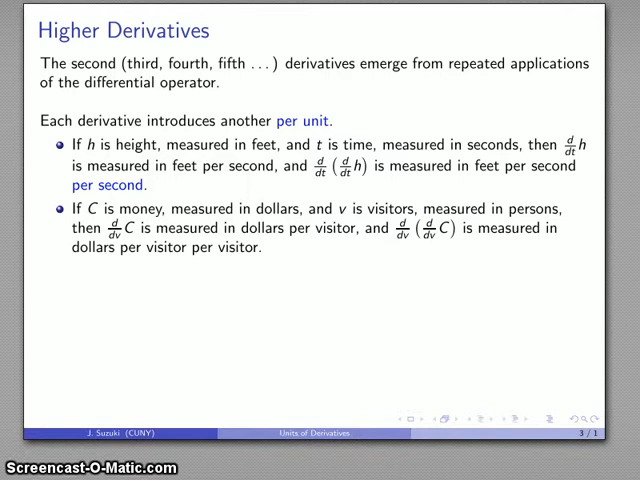 Higher Derivatives
The second (third, fourth, fifth ...) derivatives emerge from repeated applications
of the differential operator.
Each derivative introduces another per unit.
If h is height, measured in feet, and t is time, measured in seconds, then d/dt h
is measured in feet per second, and d/dt (d/dt h) is measured in feet per second
per second.
If C is money, measured in dollars, and v is visitors, measured in persons,
then d/dv C is measured in dollars per visitor, and d/dv (d/dv C) is measured in
dollars per visitor per visitor.
J. Suzuki (CUNY) Units of Derivatives 3 / 1
Screencast-O-Matic.com